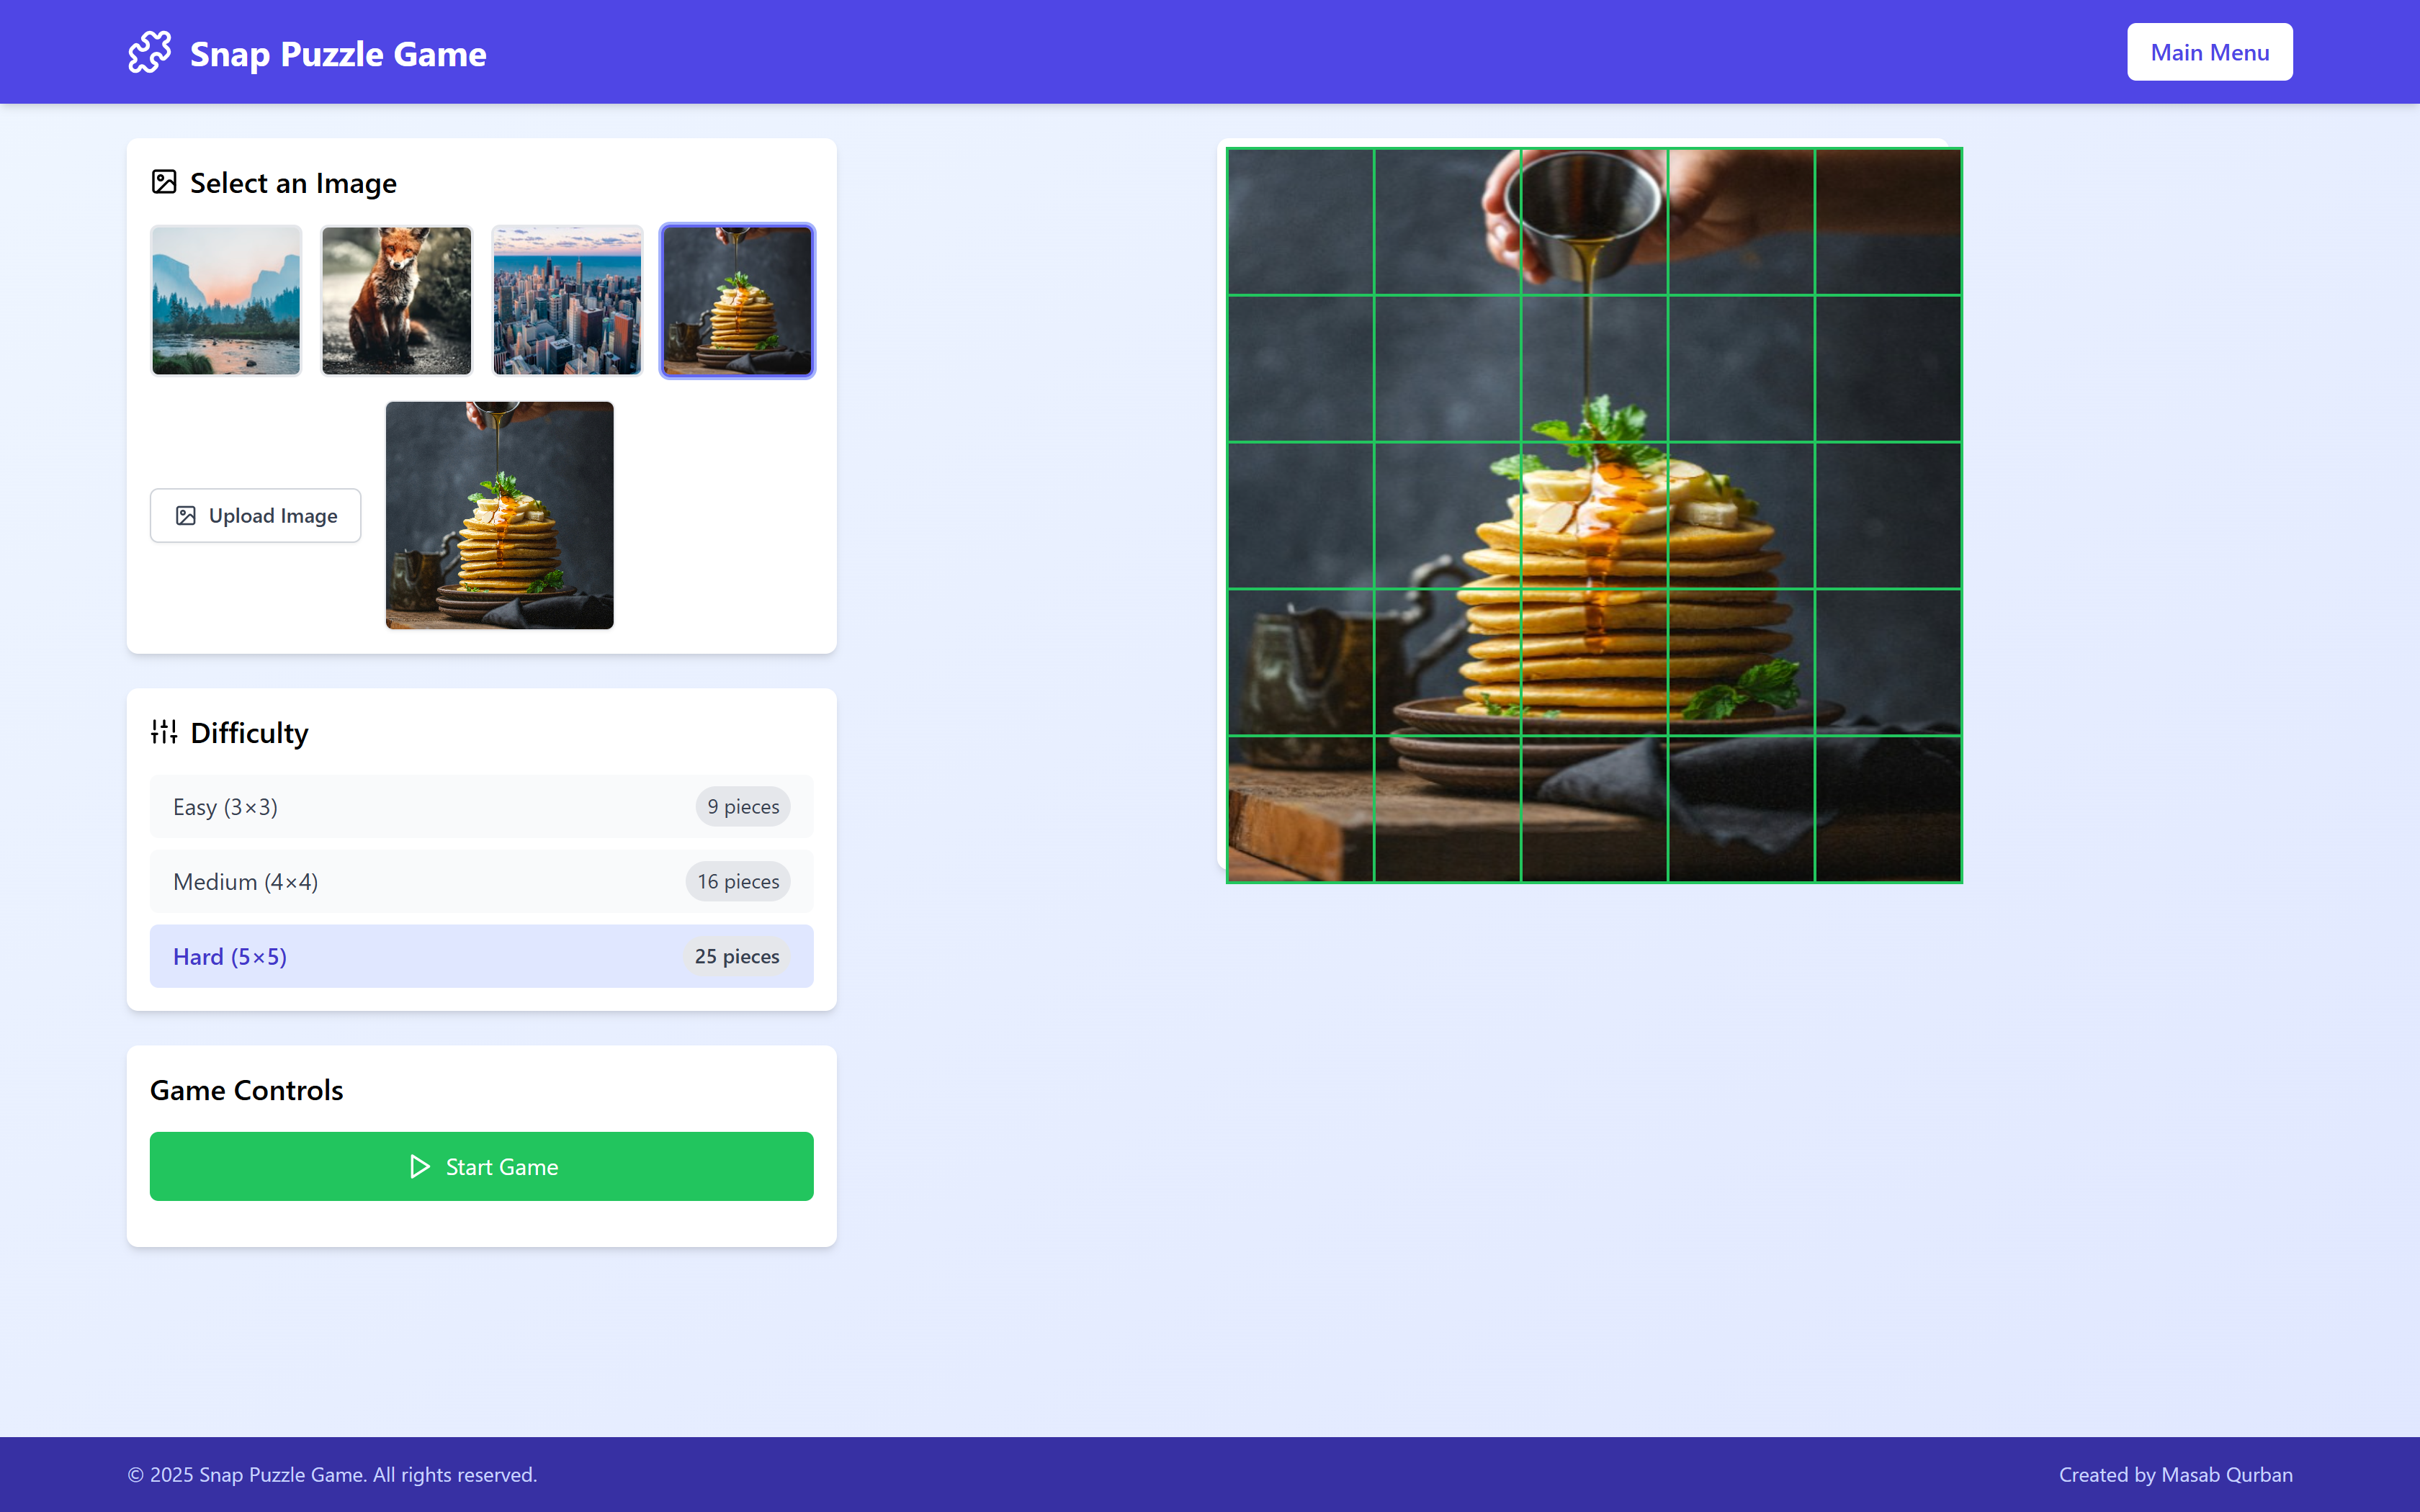 Snap Puzzle Game
Main Menu
Select an Image
Upload Image
Difficulty
Easy (3×3)
9 pieces
Medium (4×4)
16 pieces
Hard (5×5)
25 pieces
Game Controls
Start Game
© 2025 Snap Puzzle Game. All rights reserved.
Created by Masab Qurban